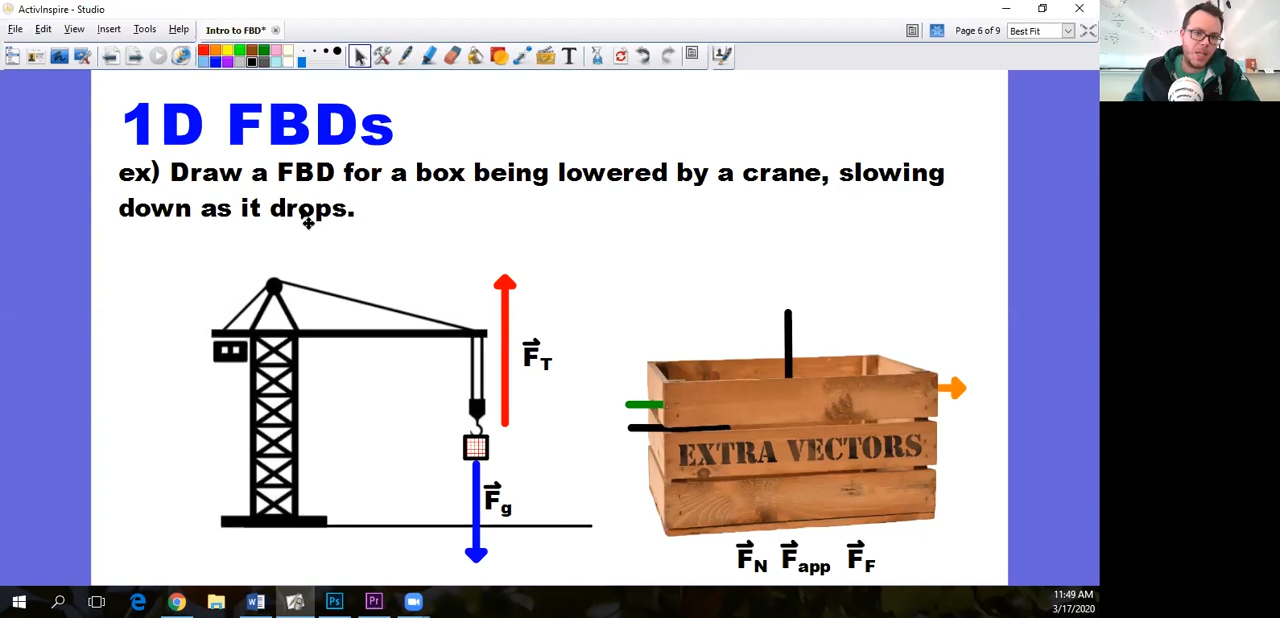 ActivInspire - Studio
File Edit View Insert Tools Help Intro to FBD* Page 6 of 9 Best Fit
1D FBDs
ex) Draw a FBD for a box being lowered by a crane, slowing
down as it drops.
F⃗T
F⃗g
EXTRA VECTORS
F⃗N F⃗app F⃗F
11:49 AM
3/17/2020